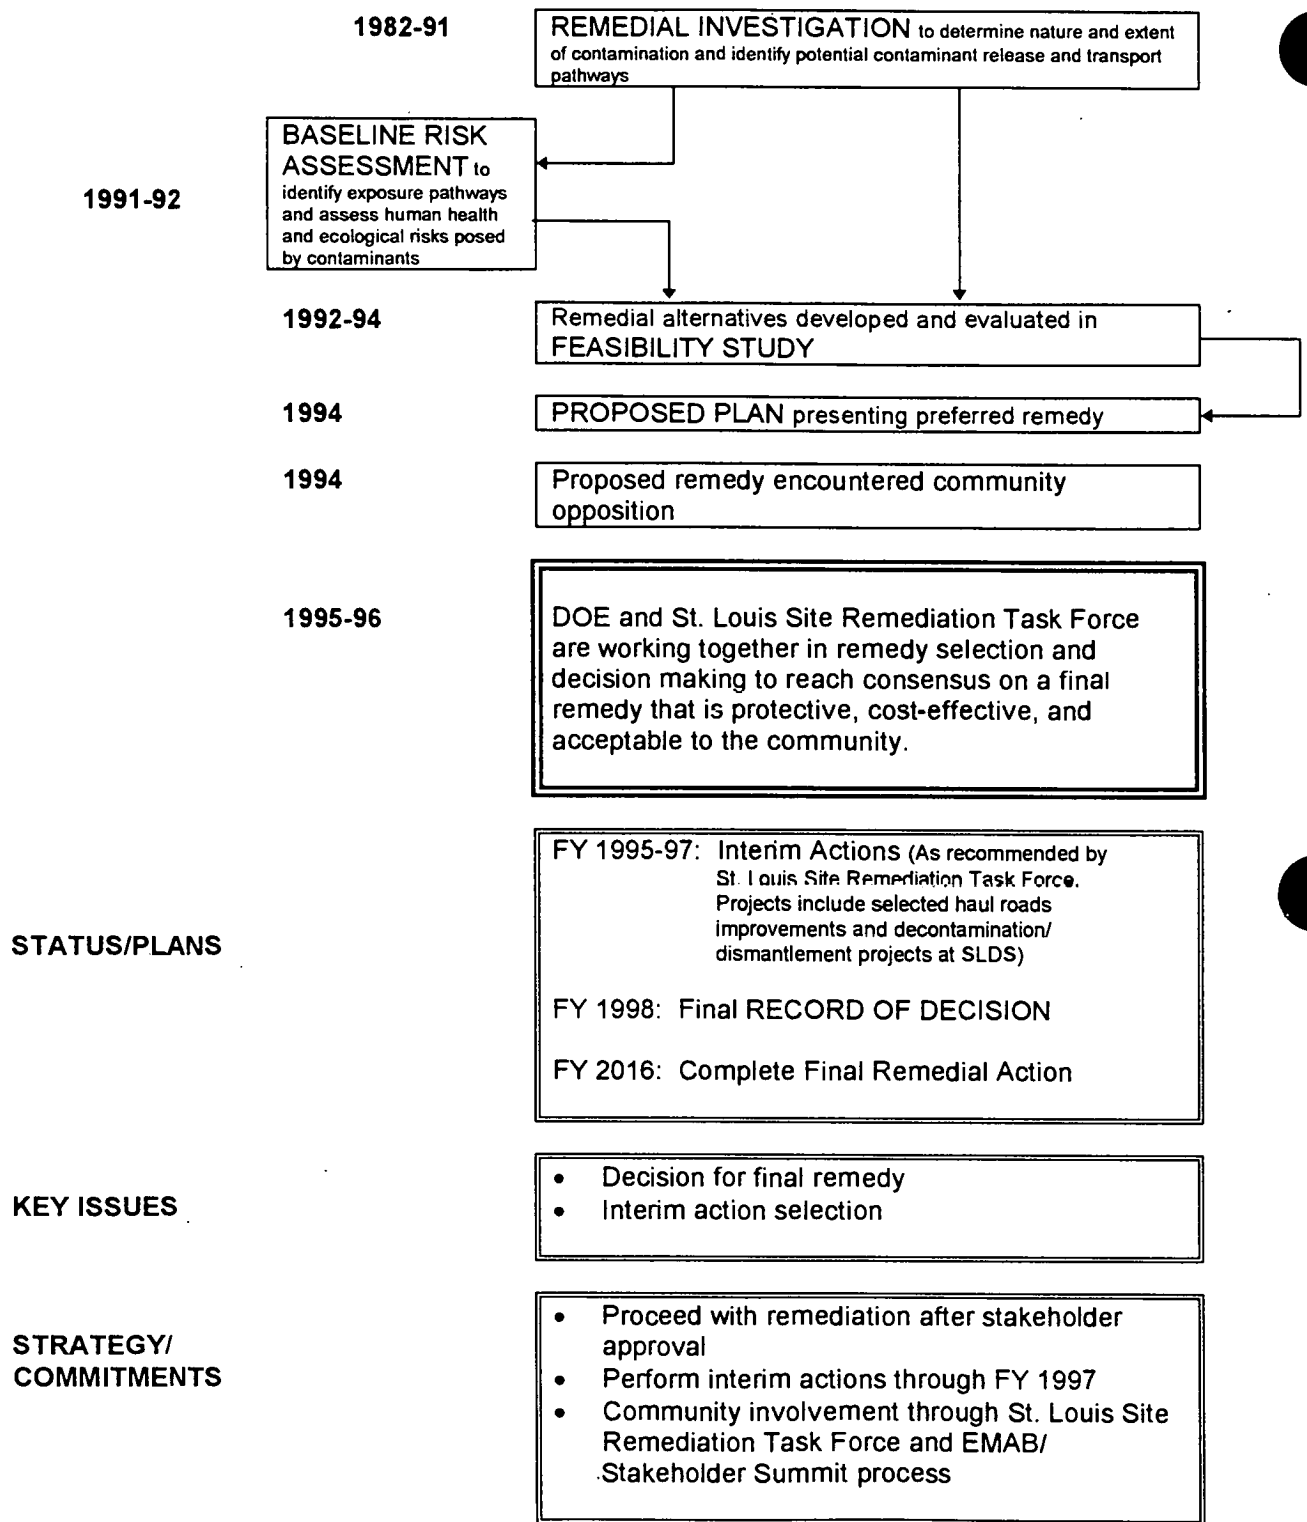 1982-91
REMEDIAL INVESTIGATION to determine nature and extent
of contamination and identify potential contaminant release and transport
pathways
BASELINE RISK
ASSESSMENT to
identify exposure pathways
and assess human health
and ecological risks posed
by contaminants
1991-92
1992-94
Remedial alternatives developed and evaluated in
FEASIBILITY STUDY
1994
PROPOSED PLAN presenting preferred remedy
1994
Proposed remedy encountered community
opposition
1995-96
DOE and St. Louis Site Remediation Task Force
are working together in remedy selection and
decision making to reach consensus on a final
remedy that is protective, cost-effective, and
acceptable to the community.
STATUS/PLANS
FY 1995-97: Interim Actions (As recommended by
St. Louis Site Remediation Task Force.
Projects include selected haul roads
improvements and decontamination/
dismantlement projects at SLDS)
FY 1998: Final RECORD OF DECISION
FY 2016: Complete Final Remedial Action
KEY ISSUES
• Decision for final remedy
• Interim action selection
STRATEGY/
COMMITMENTS
• Proceed with remediation after stakeholder
approval
• Perform interim actions through FY 1997
• Community involvement through St. Louis Site
Remediation Task Force and EMAB/
Stakeholder Summit process